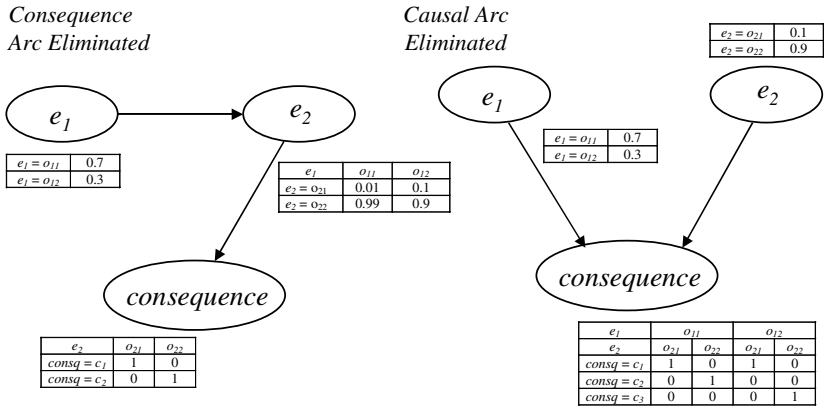 Consequence
Arc Eliminated
e1
e2
e1 = o11 0.7
e1 = o12 0.3
e1 o11 o12
e2 = o21 0.01 0.1
e2 = o22 0.99 0.9
consequence
e2 o21 o22
consq = c1 1 0
consq = c2 0 1
Causal Arc
Eliminated
e2 = o21 0.1
e2 = o22 0.9
e1
e2
e1 = o11 0.7
e1 = o12 0.3
consequence
e1 o11 o12
e2 o21 o22 o21 o22
consq = c1 1 0 1 0
consq = c2 0 1 0 0
consq = c3 0 0 0 1